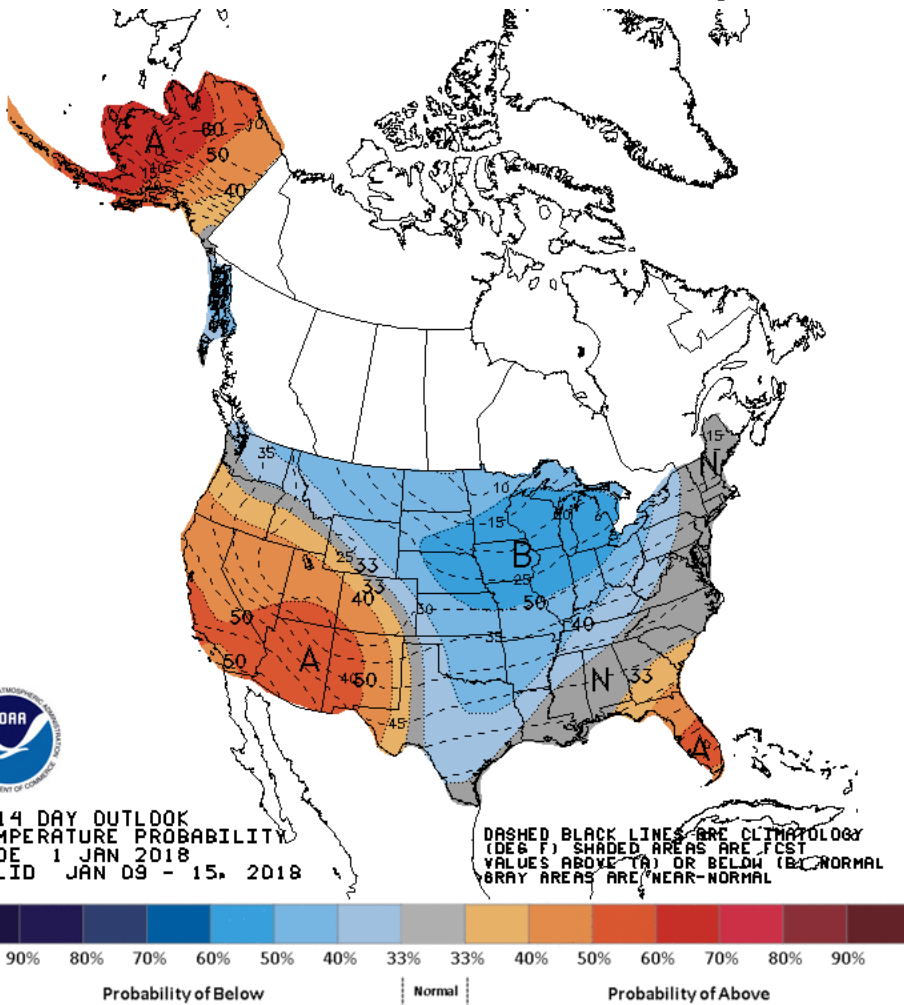 A
60
-10
50
10
40
35
-15
N
10
-15
B
25
25
50
33
33
40
30
50
35
40
A
50
40
50
N
33
45
A
14 DAY OUTLOOK
MPERATURE PROBABILITY
DE 1 JAN 2018
LID JAN 09 - 15, 2018
DASHED BLACK LINES ARE CLIMATOLOGY
(DEG F) SHADED AREAS ARE FCST
VALUES ABOVE (A) OR BELOW (B) NORMAL
GRAY AREAS ARE NEAR-NORMAL
90% 80% 70% 60% 50% 40% 33% 33% 40% 50% 60% 70% 80% 90%
Probability of Below Normal Probability of Above